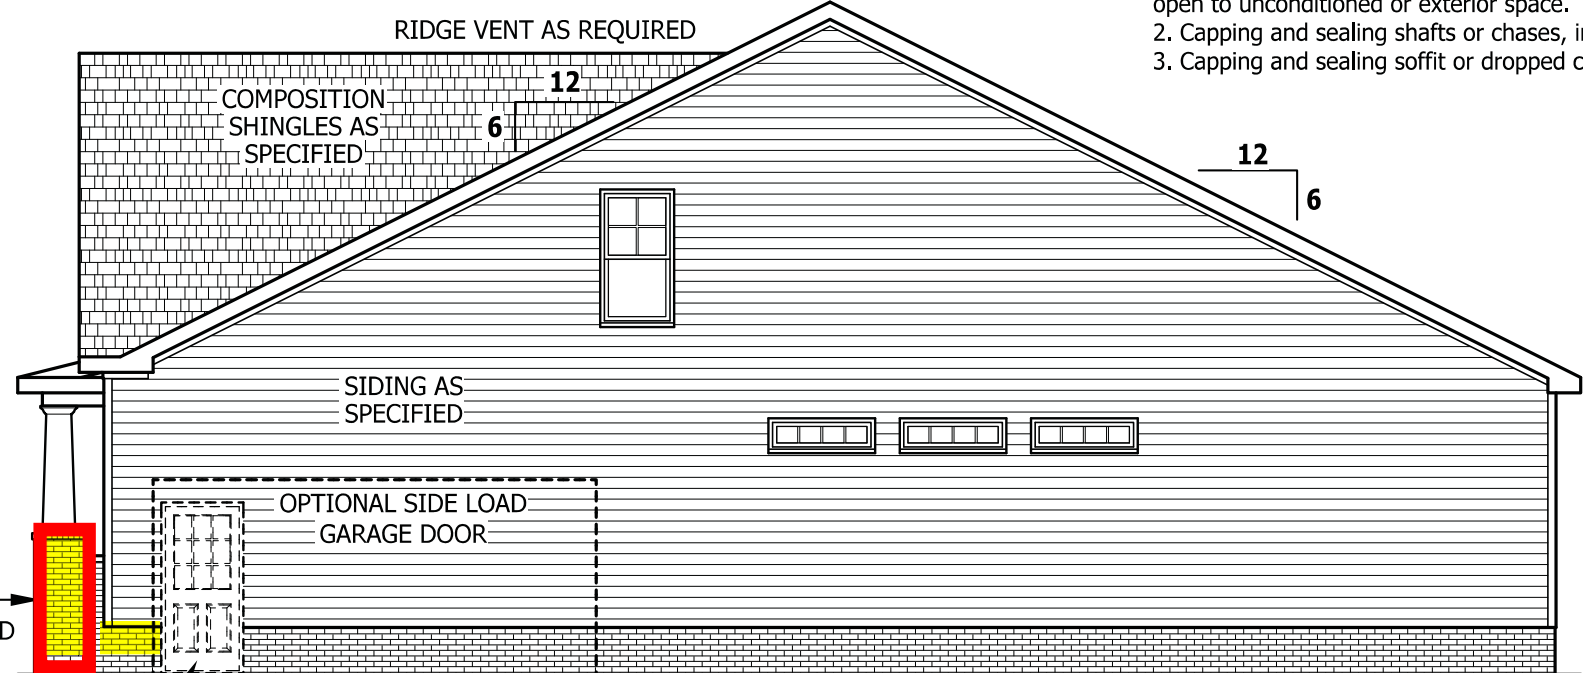 open to unconditioned or exterior space.
2. Capping and sealing shafts or chases,
3. Capping and sealing soffit or dropped
RIDGE VENT AS REQUIRED
12
6
COMPOSITION
SHINGLES AS
SPECIFIED
12
6
SIDING AS
SPECIFIED
OPTIONAL SIDE LOAD
GARAGE DOOR
D